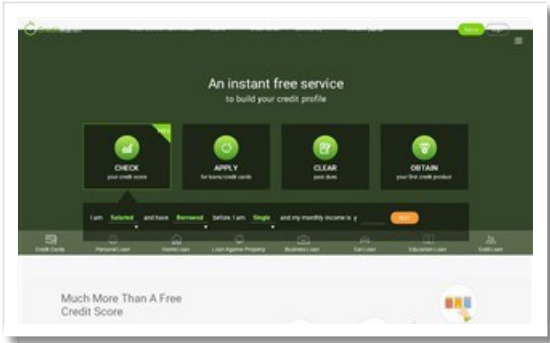 An instant free service
to build your credit profile
FREE
CHECK
your credit score
APPLY
for loans/credit cards
CLEAR
past dues
OBTAIN
your first credit product
I am Salaried and have Borrowed before. I am Single and my monthly income is
Credit Cards Personal Loan Home Loan Loan Against Property Business Loan Car Loan Education Loan Gold Loan
Much More Than A Free
Credit Score